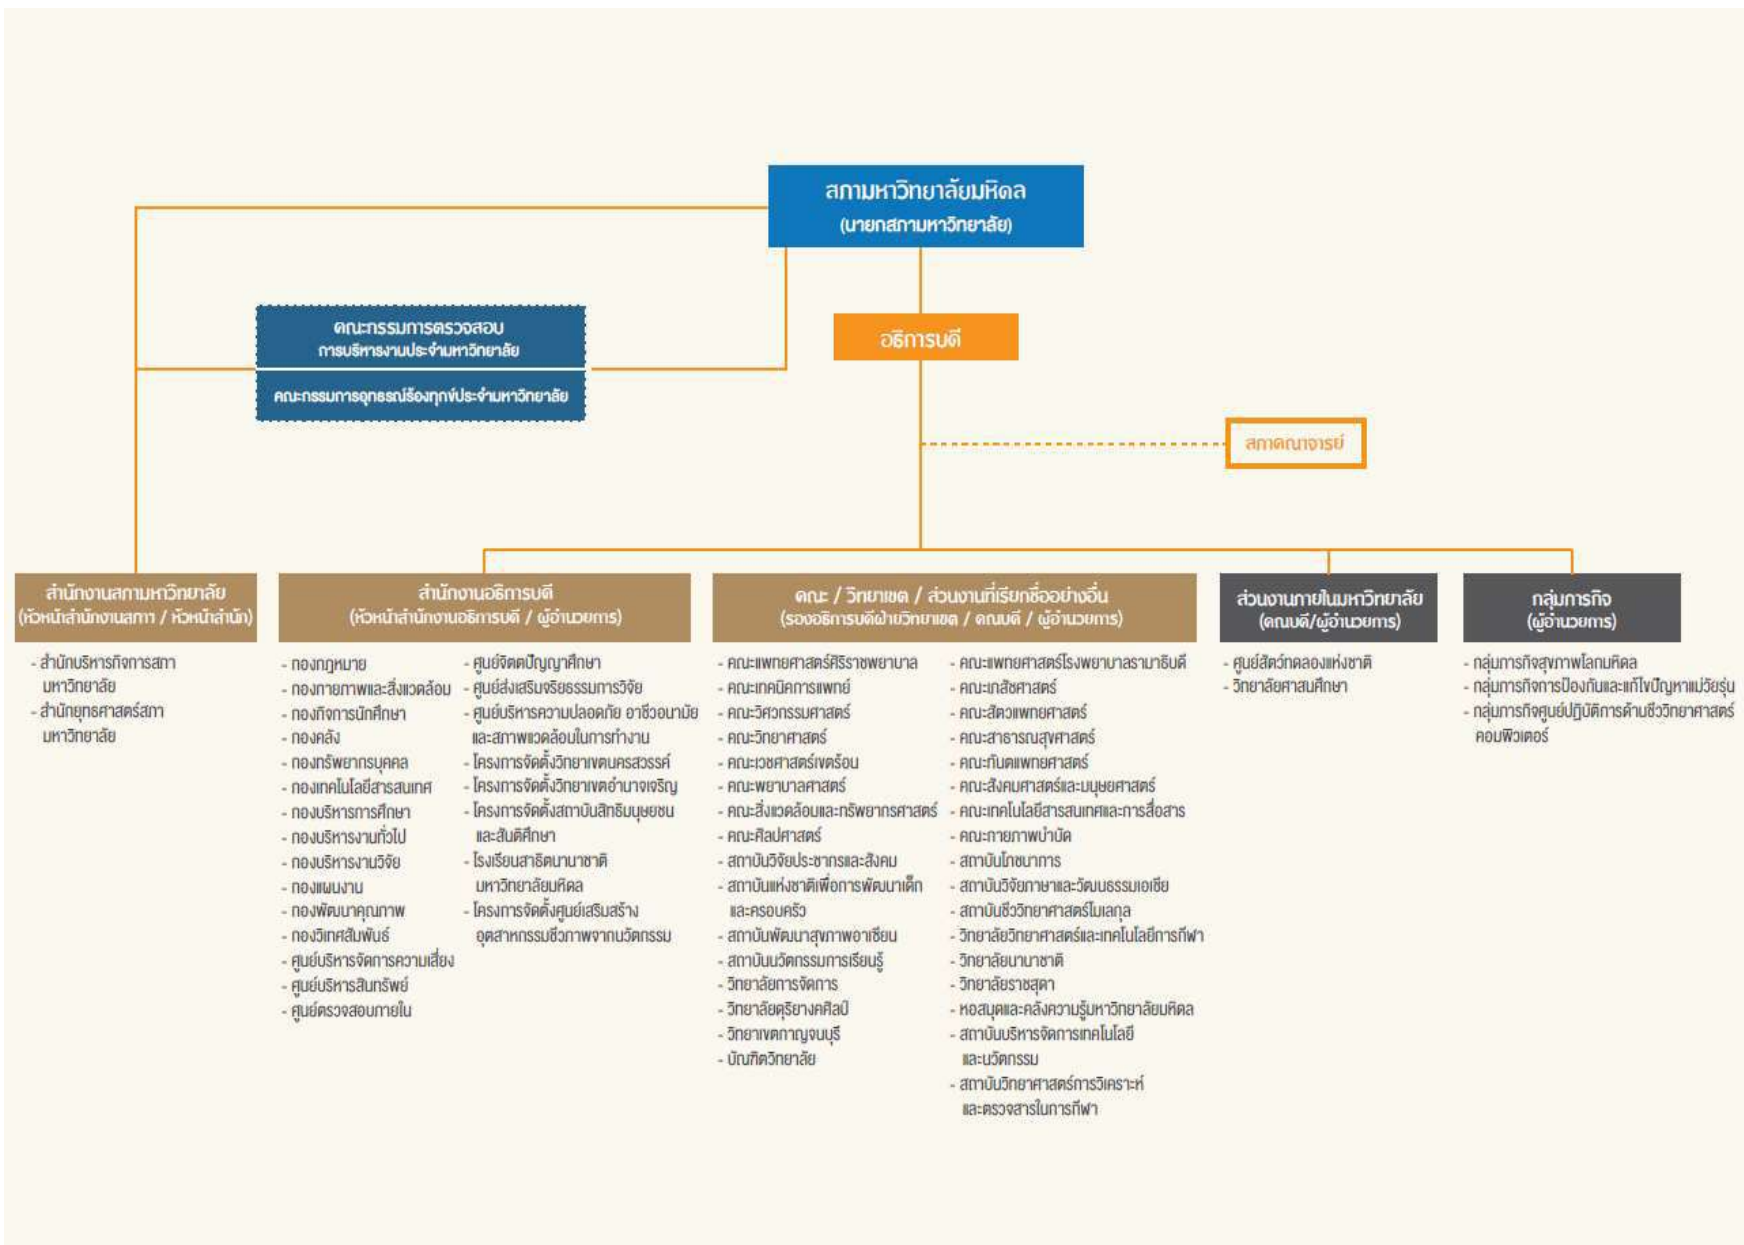 สภามหาวิทยาลัยมหิดล
(นายกสภามหาวิทยาลัย)
คณะกรรมการตรวจสอบ
การบริหารงานประจำมหาวิทยาลัย
คณะกรรมการอุทธรณ์ร้องทุกข์ประจำมหาวิทยาลัย
อธิการบดี
สภาคณาจารย์
สำนักงานสภามหาวิทยาลัย
(หัวหน้าสำนักงานสภา / หัวหน้าสำนัก)
- สำนักบริหารกิจการสภา
มหาวิทยาลัย
- สำนักยุทธศาสตร์สภา
มหาวิทยาลัย
สำนักงานอธิการบดี
(หัวหน้าสำนักงานอธิการบดี / ผู้อำนวยการ)
- กองกฎหมาย
- กองกายภาพและสิ่งแวดล้อม
- กองกิจการนักศึกษา
- กองคลัง
- กองทรัพยากรบุคคล
- กองเทคโนโลยีสารสนเทศ
- กองบริหารการศึกษา
- กองบริหารงานทั่วไป
- กองบริหารงานวิจัย
- กองแผนงาน
- กองพัฒนาคุณภาพ
- กองวิเทศสัมพันธ์
- ศูนย์บริหารจัดการความเสี่ยง
- ศูนย์บริหารสินทรัพย์
- ศูนย์ตรวจสอบภายใน
- ศูนย์จิตตปัญญาศึกษา
- ศูนย์ส่งเสริมจริยธรรมการวิจัย
- ศูนย์บริหารความปลอดภัย อาชีวอนามัย
และสภาพแวดล้อมในการทำงาน
- โครงการจัดตั้งวิทยาเขตนครสวรรค์
- โครงการจัดตั้งวิทยาเขตอำนาจเจริญ
- โครงการจัดตั้งสถาบันสิทธิมนุษยชน
และสันติศึกษา
- โรงเรียนสาธิตนานาชาติ
มหาวิทยาลัยมหิดล
- โครงการจัดตั้งศูนย์เสริมสร้าง
อุตสาหกรรมชีวภาพจากนวัตกรรม
คณะ / วิทยาเขต / ส่วนงานที่เรียกชื่ออย่างอื่น
(รองอธิการบดีฝ่ายวิทยาเขต / คณบดี / ผู้อำนวยการ)
- คณะแพทยศาสตร์ศิริราชพยาบาล
- คณะเทคนิคการแพทย์
- คณะวิศวกรรมศาสตร์
- คณะวิทยาศาสตร์
- คณะเวชศาสตร์เขตร้อน
- คณะพยาบาลศาสตร์
- คณะสิ่งแวดล้อมและทรัพยากรศาสตร์
- คณะศิลปศาสตร์
- สถาบันวิจัยประชากรและสังคม
- สถาบันแห่งชาติเพื่อการพัฒนาเด็ก
และครอบครัว
- สถาบันพัฒนาสุขภาพอาเซียน
- สถาบันนวัตกรรมการเรียนรู้
- วิทยาลัยการจัดการ
- วิทยาลัยดุริยางคศิลป์
- วิทยาเขตกาญจนบุรี
- บัณฑิตวิทยาลัย
- คณะแพทยศาสตร์โรงพยาบาลรามาธิบดี
- คณะเภสัชศาสตร์
- คณะสัตวแพทยศาสตร์
- คณะสาธารณสุขศาสตร์
- คณะทันตแพทยศาสตร์
- คณะสังคมศาสตร์และมนุษยศาสตร์
- คณะเทคโนโลยีสารสนเทศและการสื่อสาร
- คณะกายภาพบำบัด
- สถาบันโภชนาการ
- สถาบันวิจัยภาษาและวัฒนธรรมเอเชีย
- สถาบันชีววิทยาศาสตร์โมเลกุล
- วิทยาลัยวิทยาศาสตร์และเทคโนโลยีการกีฬา
- วิทยาลัยนานาชาติ
- วิทยาลัยราชสุดา
- หอสมุดและคลังความรู้มหาวิทยาลัยมหิดล
- สถาบันบริหารจัดการเทคโนโลยี
และนวัตกรรม
- สถาบันวิทยาศาสตร์การวิเคราะห์
และตรวจสารในการกีฬา
ส่วนงานภายในมหาวิทยาลัย
(คณบดี/ผู้อำนวยการ)
- ศูนย์สัตว์ทดลองแห่งชาติ
- วิทยาลัยศาสนศึกษา
กลุ่มภารกิจ
(ผู้อำนวยการ)
- กลุ่มภารกิจสุขภาพโลกมหิดล
- กลุ่มภารกิจการป้องกันและแก้ไขปัญหาแม่วัยรุ่น
- กลุ่มภารกิจศูนย์ปฏิบัติการด้านชีววิทยาศาสตร์
คอมพิวเตอร์